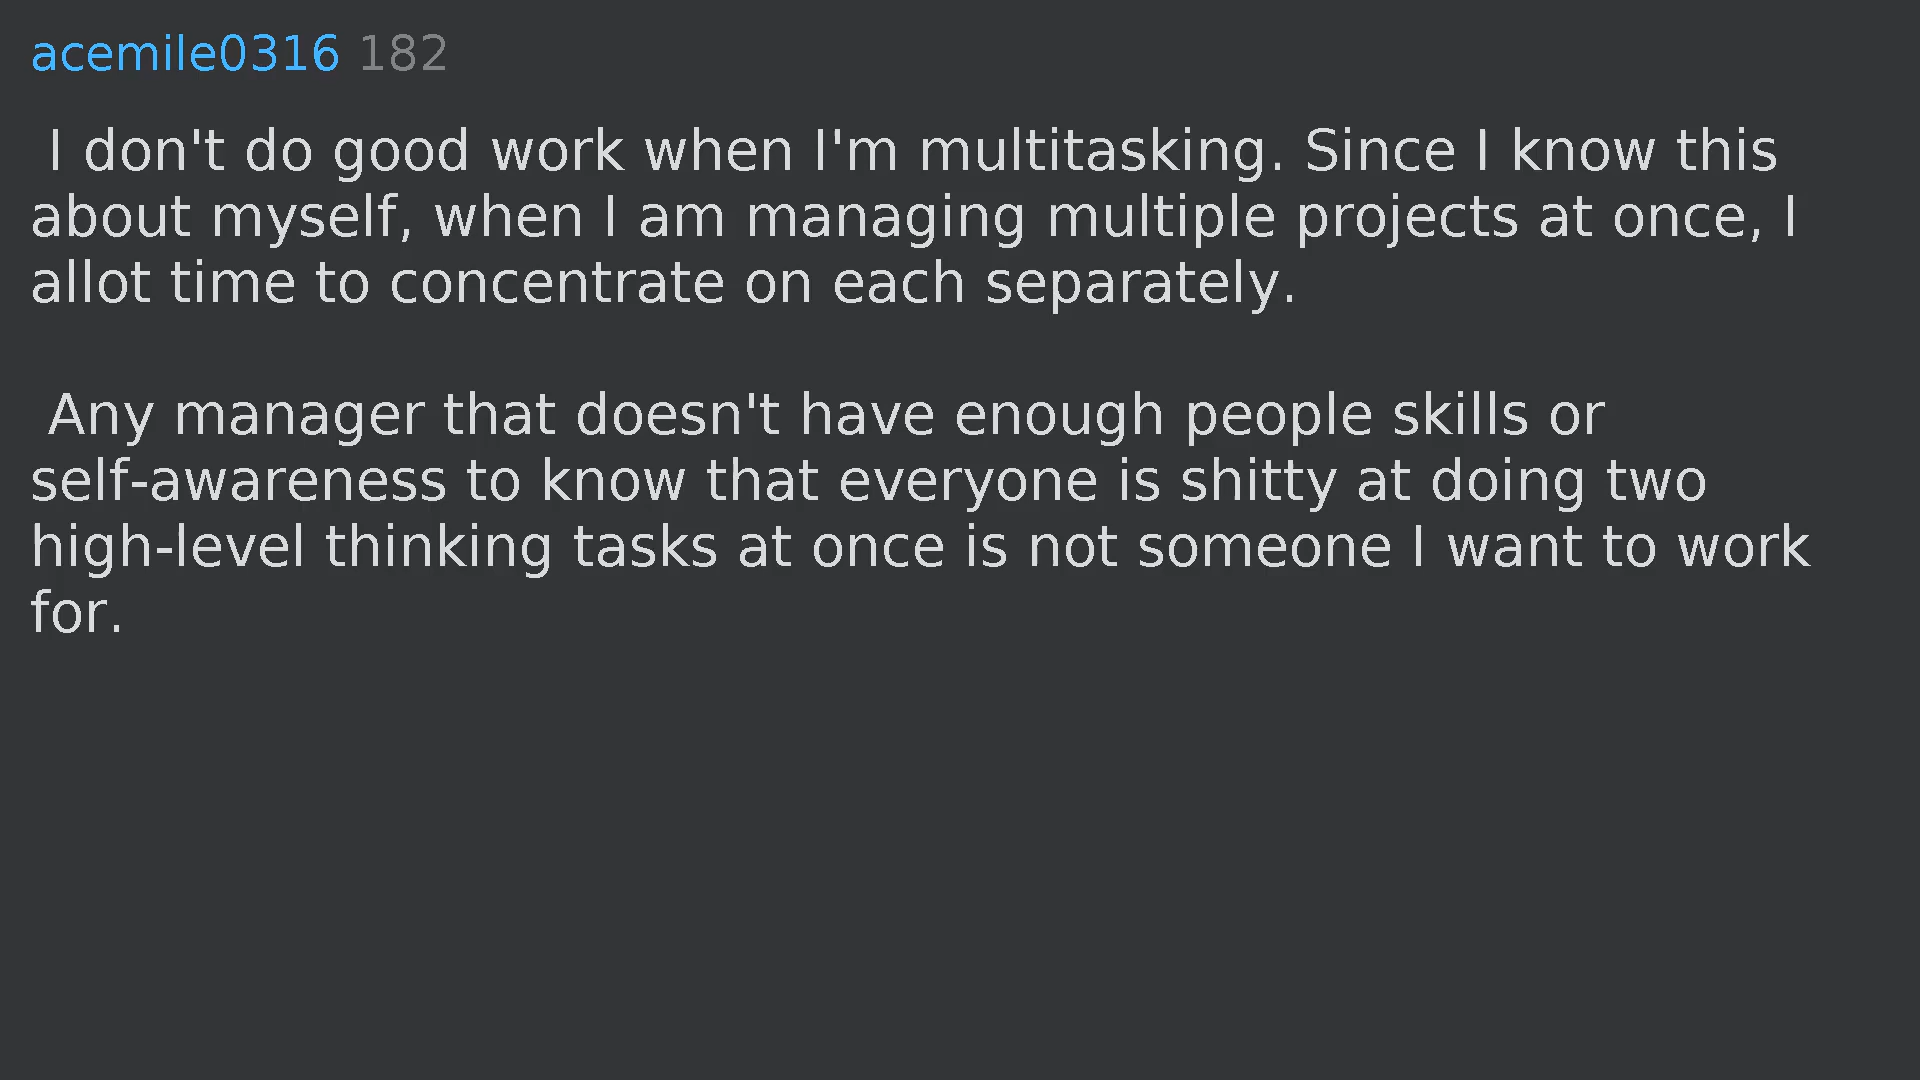 acemile0316 182
I don't do good work when I'm multitasking. Since I know this
about myself, when I am managing multiple projects at once, I
allot time to concentrate on each separately.
Any manager that doesn't have enough people skills or
self-awareness to know that everyone is shitty at doing two
high-level thinking tasks at once is not someone I want to work
for.